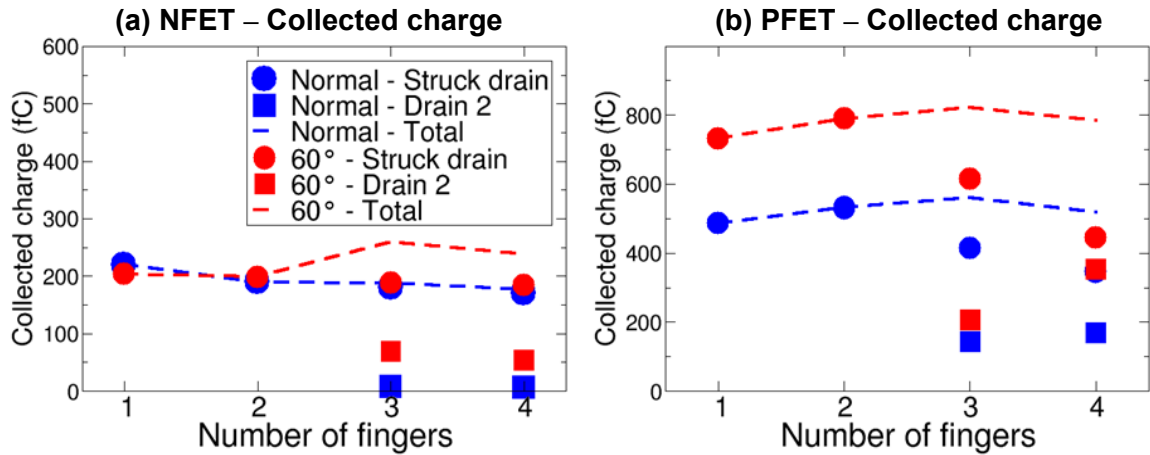 (a) NFET – Collected charge
600
500
400
300
200
100
0
Collected charge (fC)
Normal - Struck drain
Normal - Drain 2
Normal - Total
60° - Struck drain
60° - Drain 2
60° - Total
1 2 3 4
Number of fingers
(b) PFET – Collected charge
800
600
400
200
0
Collected charge (fC)
1 2 3 4
Number of fingers